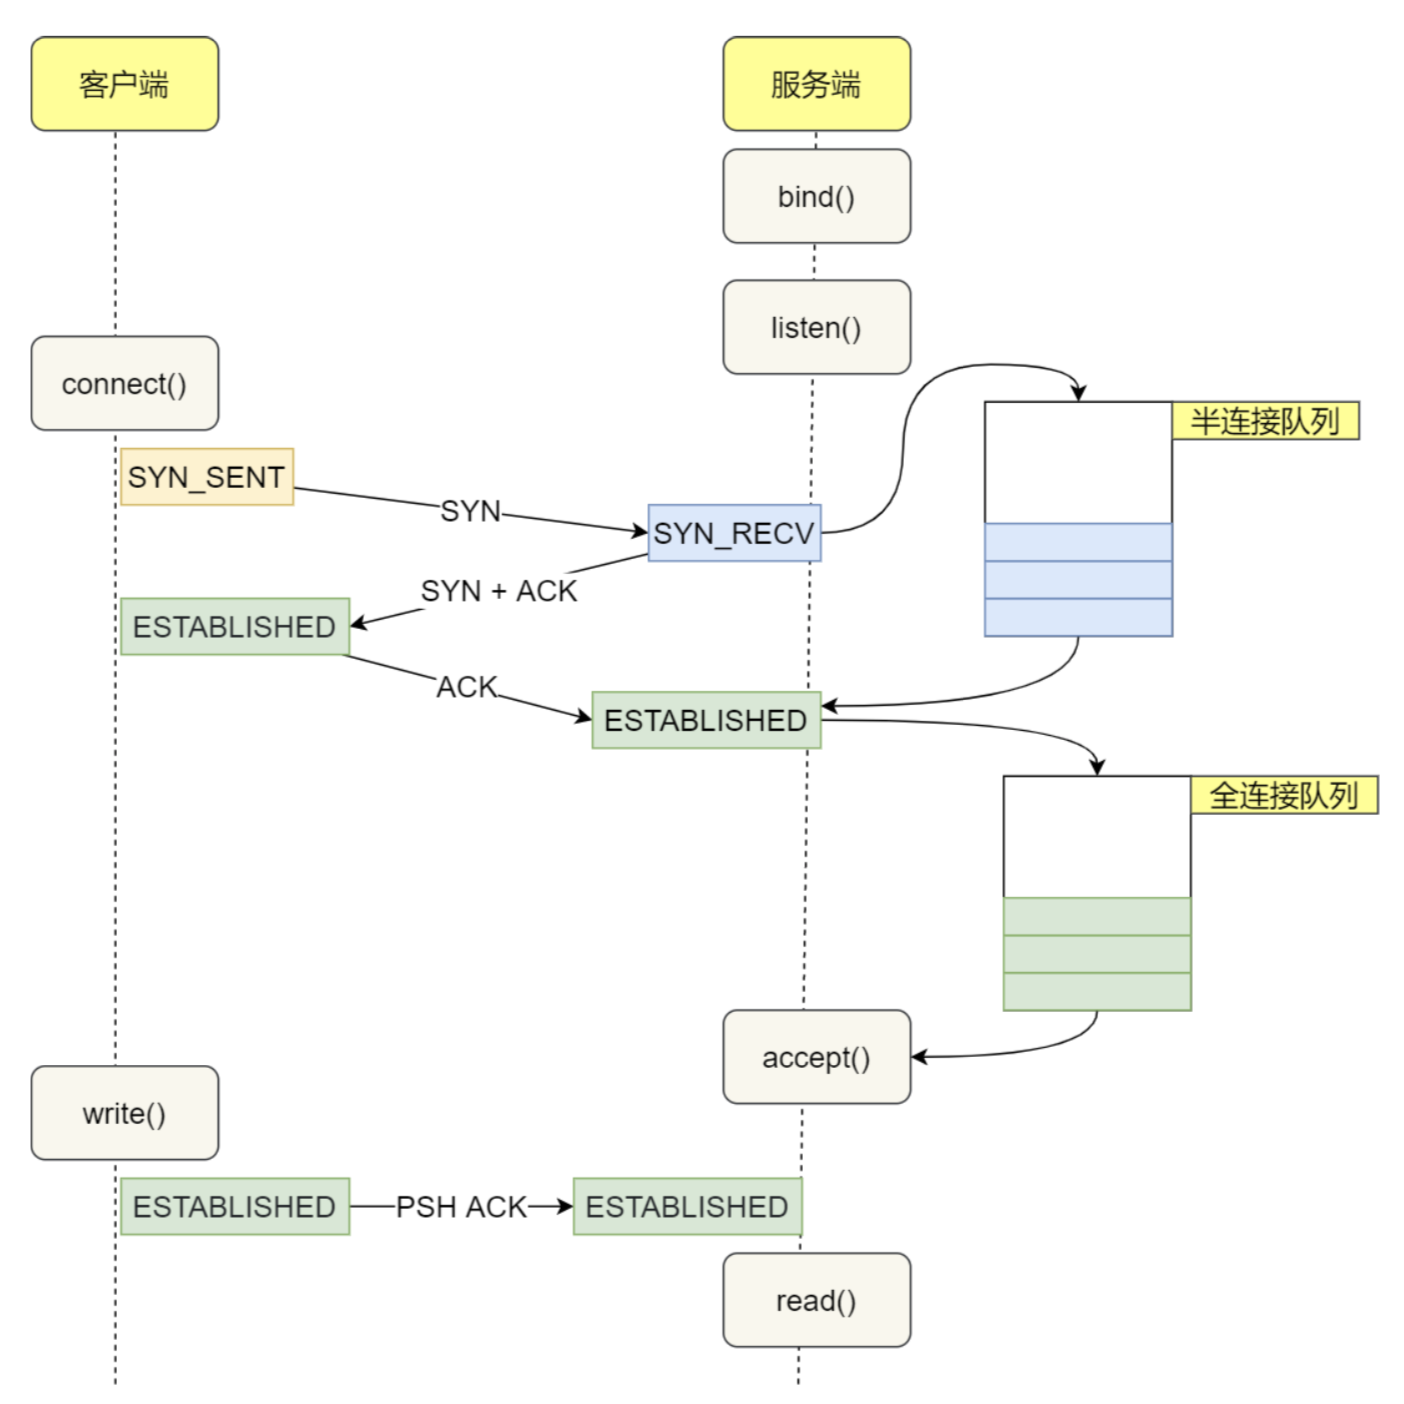 客户端
服务端
bind()
listen()
connect()
半连接队列
SYN_SENT
SYN
SYN_RECV
SYN + ACK
ESTABLISHED
ACK
ESTABLISHED
全连接队列
accept()
write()
ESTABLISHED
PSH ACK
ESTABLISHED
read()